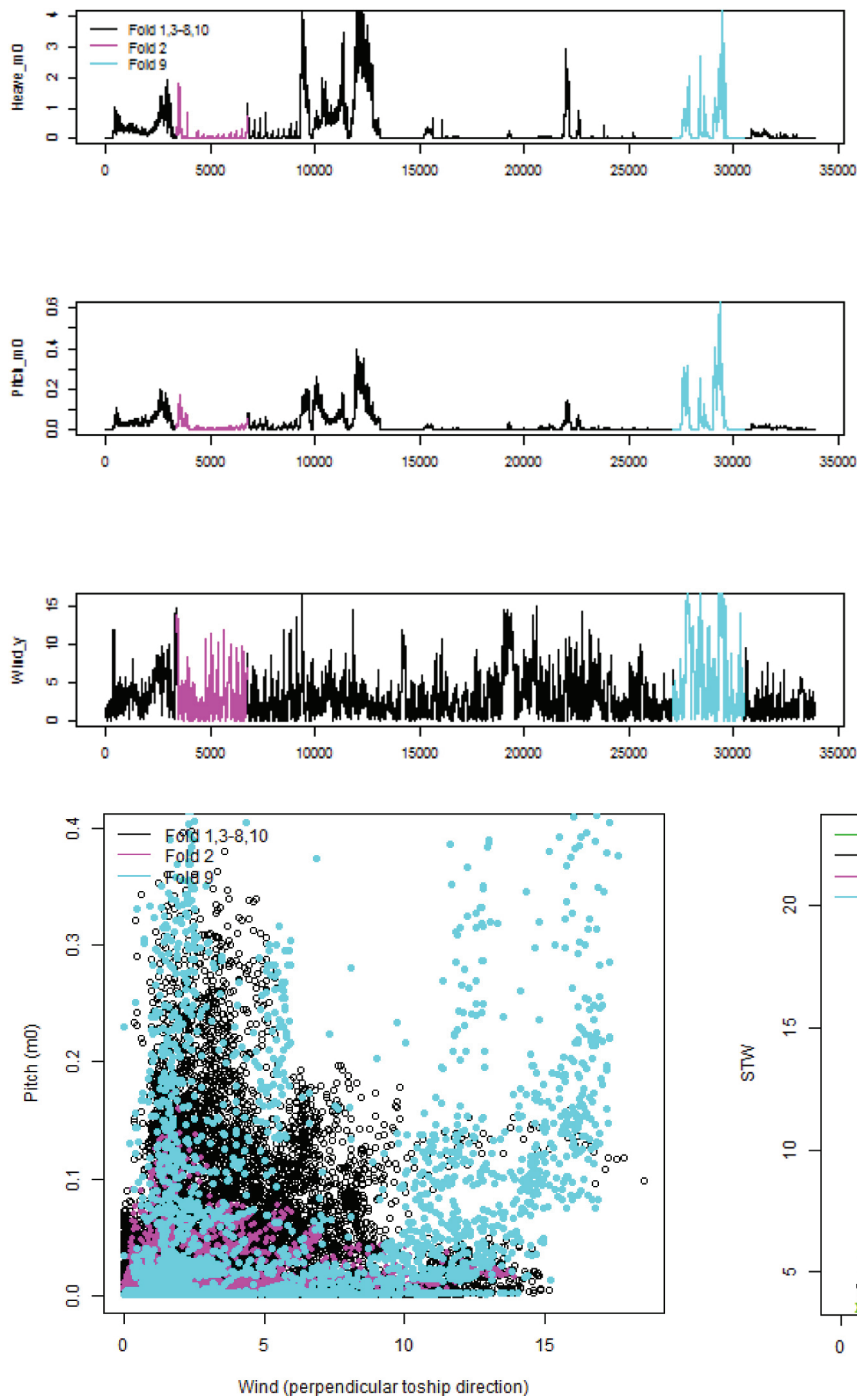 Heave_m0
4
3
2
1
0
Fold 1,3-8,10
Fold 2
Fold 9
0 5000 10000 15000 20000 25000 30000 35000
Pitch_m0
0.6
0.4
0.2
0.0
0 5000 10000 15000 20000 25000 30000 35000
Wind_y
15
10
5
0
0 5000 10000 15000 20000 25000 30000 35000
Pitch (m0)
0.4
0.3
0.2
0.1
0.0
Fold 1,3-8,10
Fold 2
Fold 9
0 5 10 15
Wind (perpendicular toship direction)
STW
20
15
10
5
0